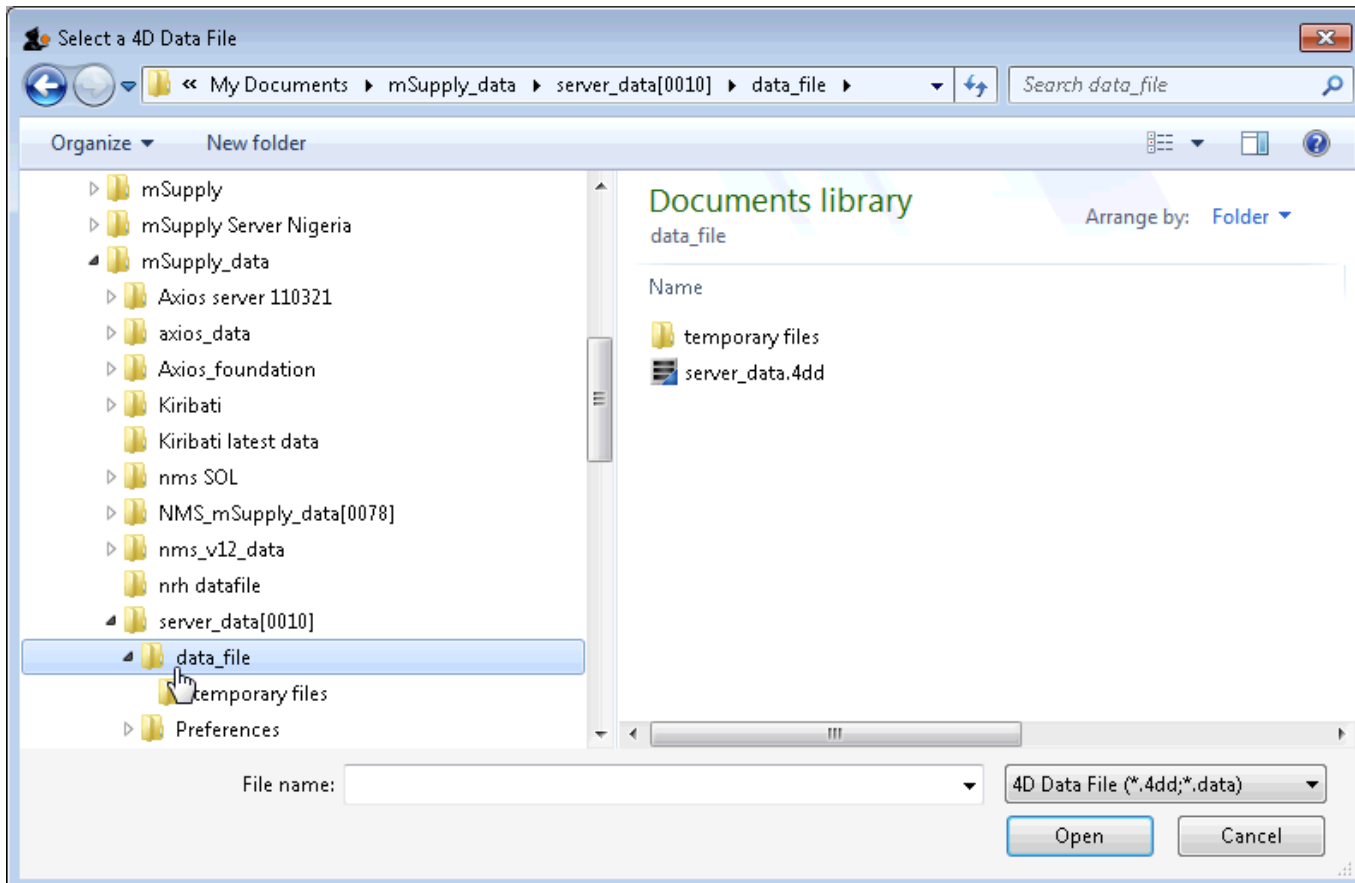 Select a 4D Data File
« My Documents mSupply_data server_data[0010] data_file
Search data_file
Organize New folder
mSupply
mSupply Server Nigeria
mSupply_data
Axios server 110321
axios_data
Axios_foundation
Kiribati
Kiribati latest data
nms SOL
NMS_mSupply_data[0078]
nms_v12_data
nrh datafile
server_data[0010]
data_file
temporary files
Preferences
Documents library
data_file
Arrange by: Folder
Name
temporary files
server_data.4dd
File name:
4D Data File (*.4dd;*.data)
Open Cancel